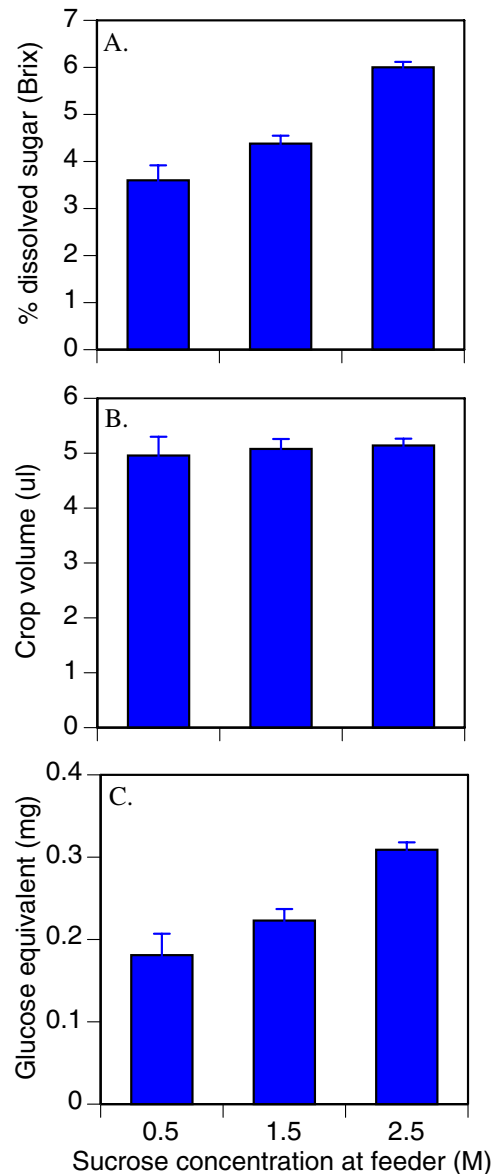 A.
% dissolved sugar (Brix)
7
6
5
4
3
2
1
0
B.
Crop volume (ul)
6
5
4
3
2
1
0
C.
Glucose equivalent (mg)
0.4
0.3
0.2
0.1
0
0.5 1.5 2.5
Sucrose concentration at feeder (M)